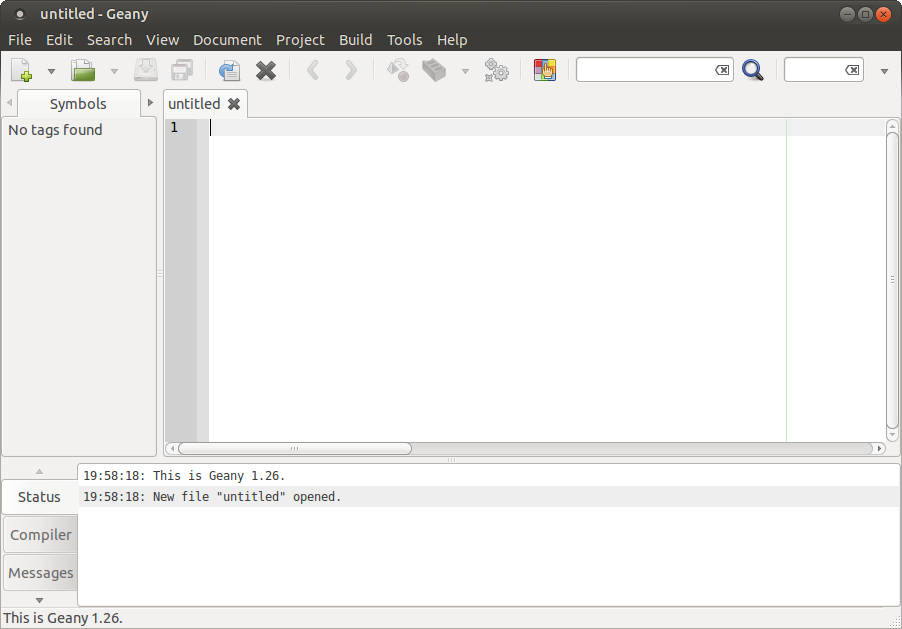 untitled - Geany
File Edit Search View Document Project Build Tools Help
Symbols
untitled
No tags found
1
19:58:18: This is Geany 1.26.
19:58:18: New file "untitled" opened.
Status
Compiler
Messages
This is Geany 1.26.